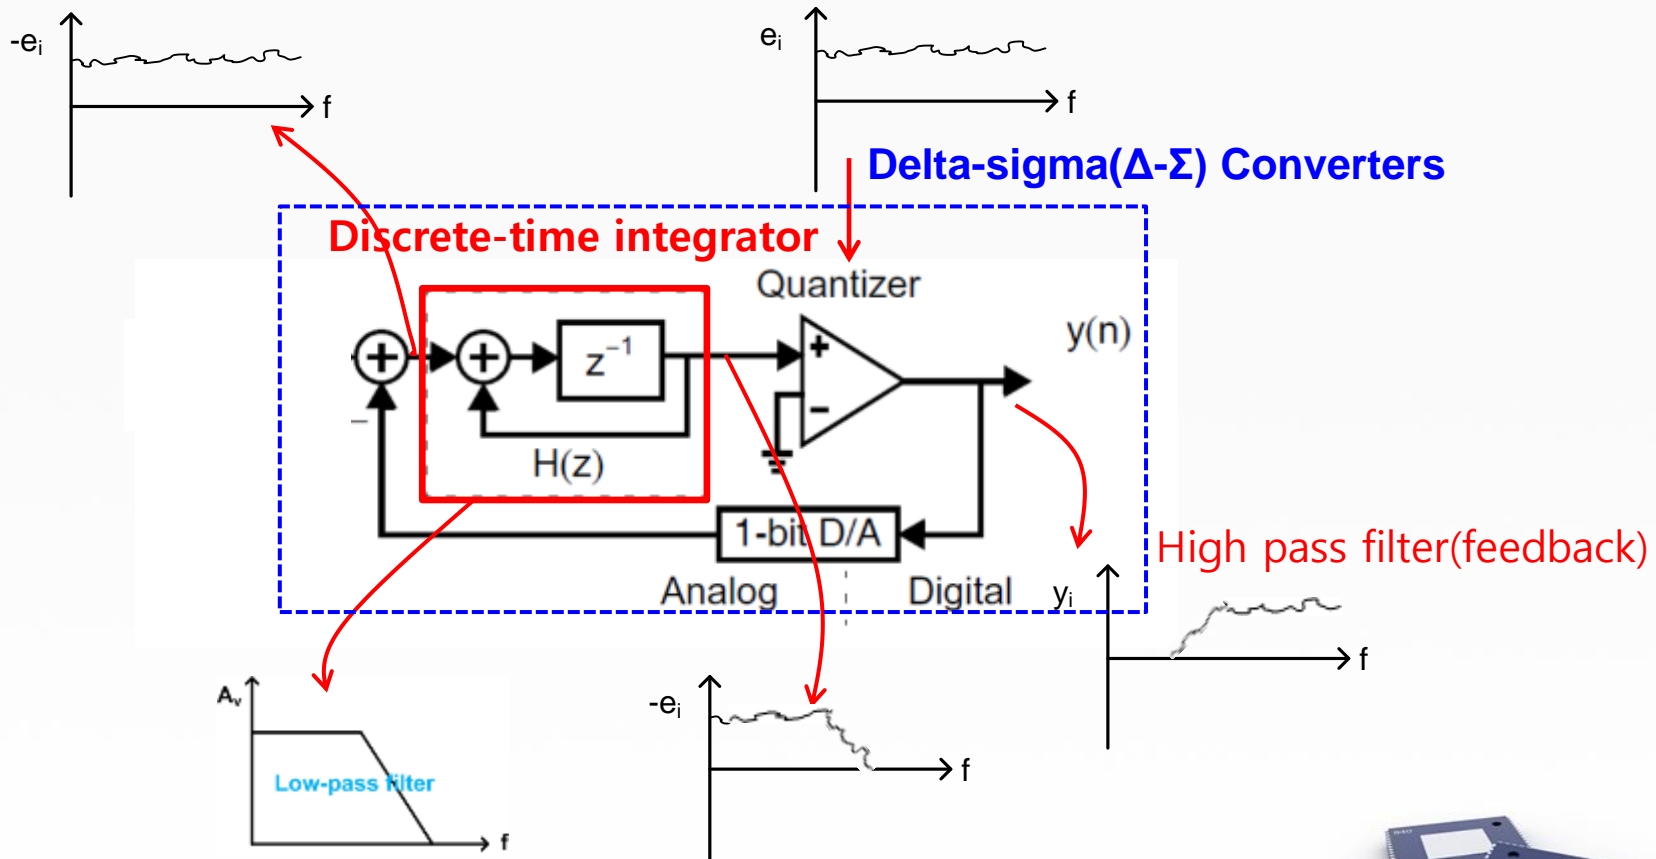 -ei
f
ei
f
Delta-sigma(Δ-Σ) Converters
Discrete-time integrator
Quantizer
y(n)
+
+
z⁻¹
+
−
−
H(z)
1-bit D/A
High pass filter(feedback)
Analog
Digital
yi
f
Av
Low-pass filter
f
-ei
f